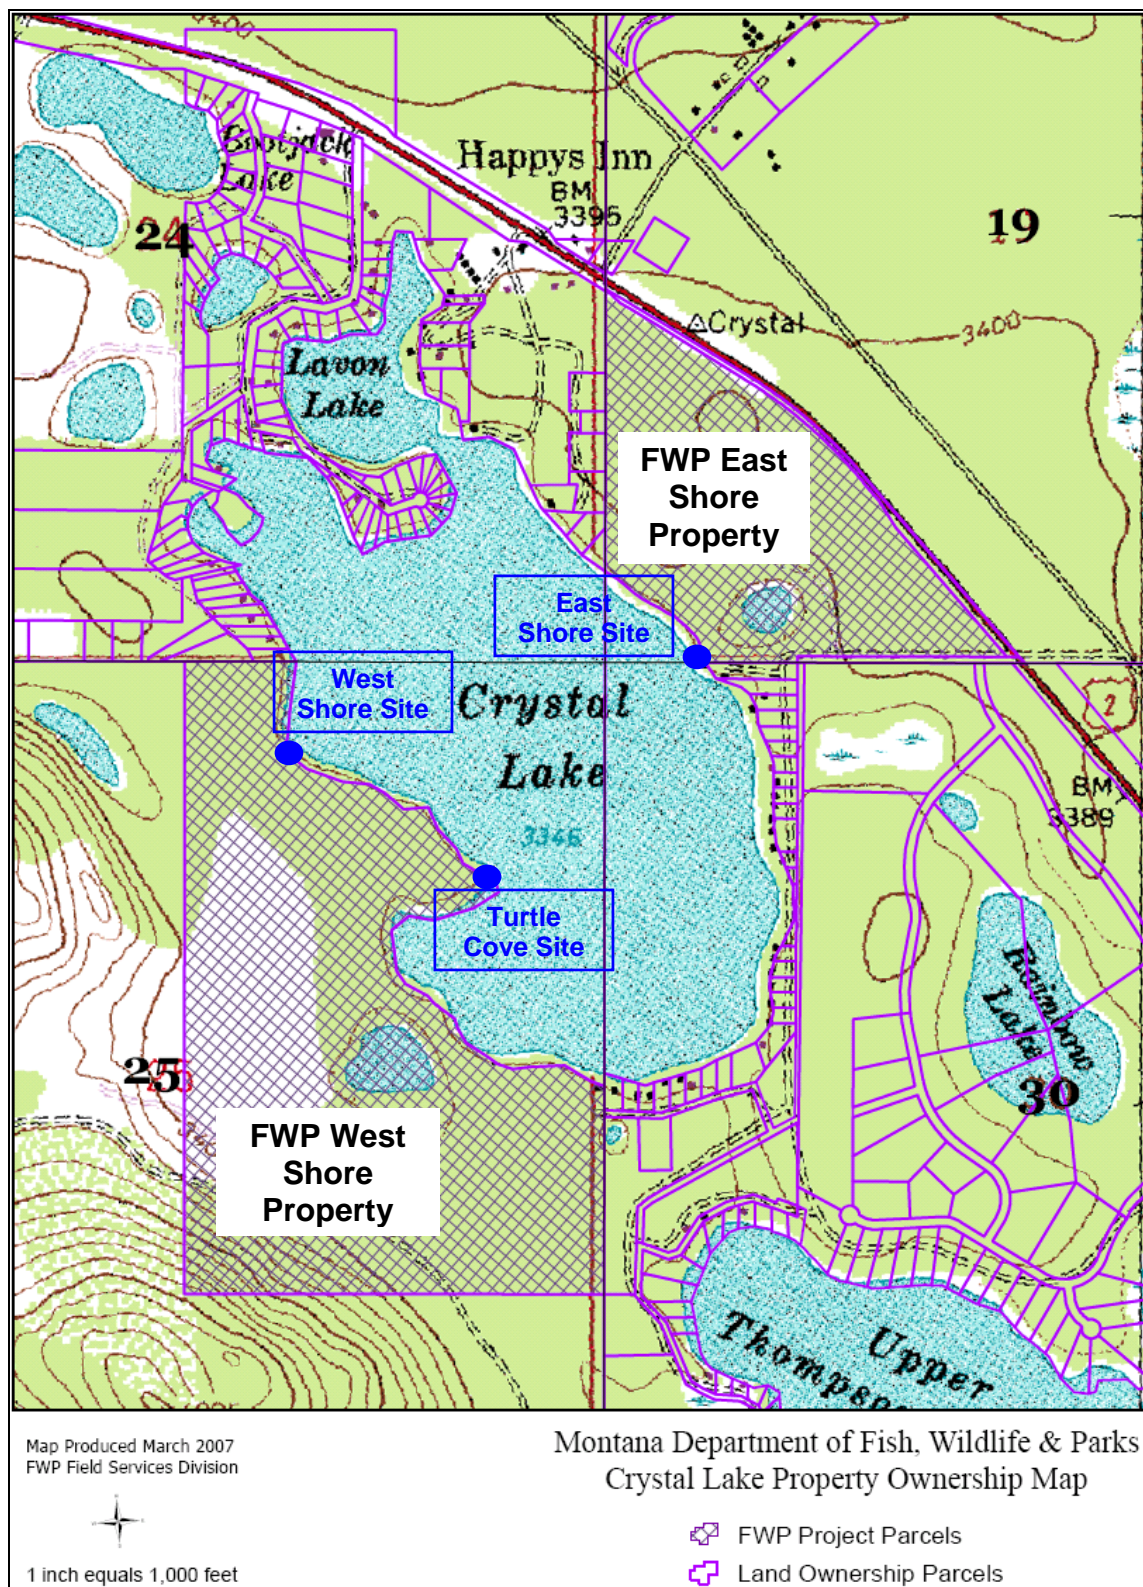 3400
Bootjack
Lake
Happys Inn
BM
3395
24
19
Crystal
3400
Lavon
Lake
FWP East
Shore
Property
East
Shore Site
West
Shore Site
Crystal
Lake
3346
2
BM
3389
Turtle
Cove Site
Rainbow
Lake
25
30
FWP West
Shore
Property
Upper
Map Produced March 2007
FWP Field Services Division
1 inch equals 1,000 feet
Montana Department of Fish, Wildlife & Parks
Crystal Lake Property Ownership Map
FWP Project Parcels
Land Ownership Parcels